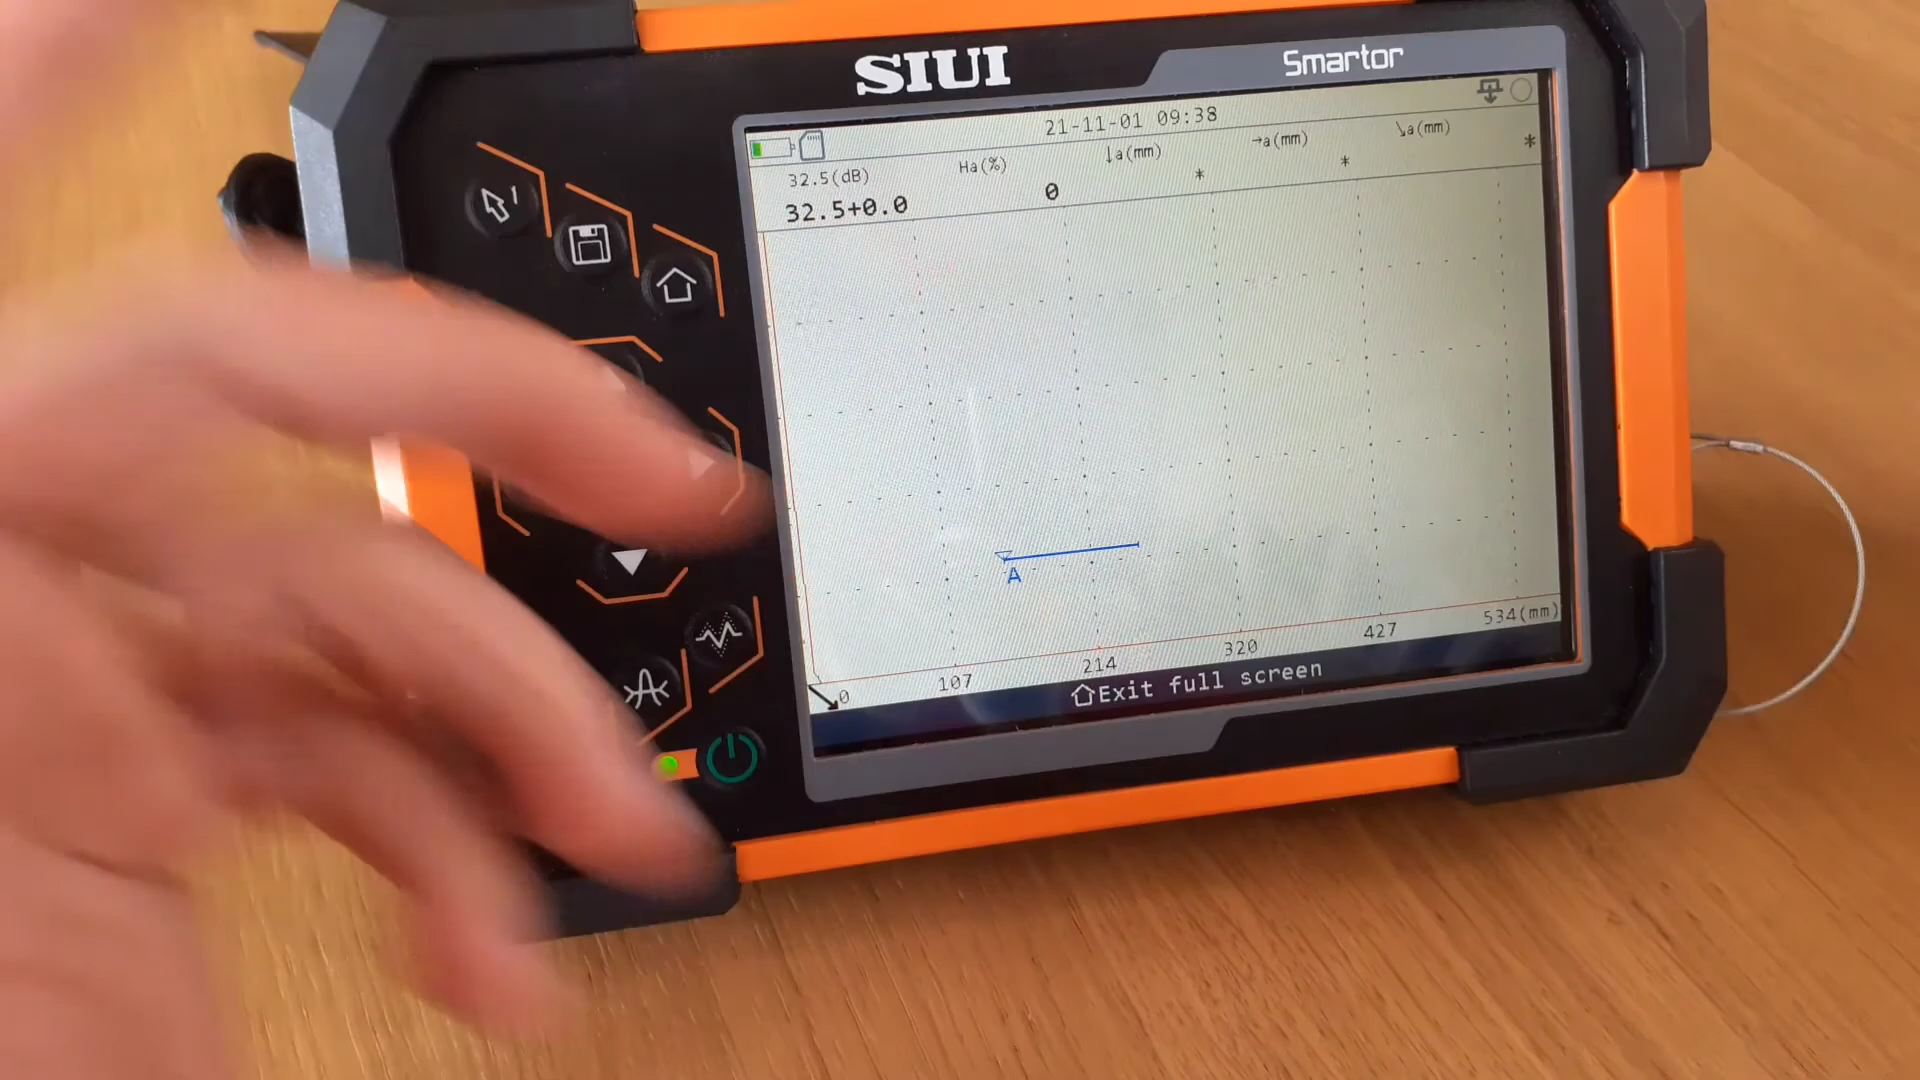 SIUI
Smartor
21-11-01 09:38
32.5(dB)
Ha(%)
↓a(mm)
→a(mm)
↘a(mm)
32.5+0.0
0
*
*
*
A
0
107
214
320
427
534(mm)
Exit full screen
1